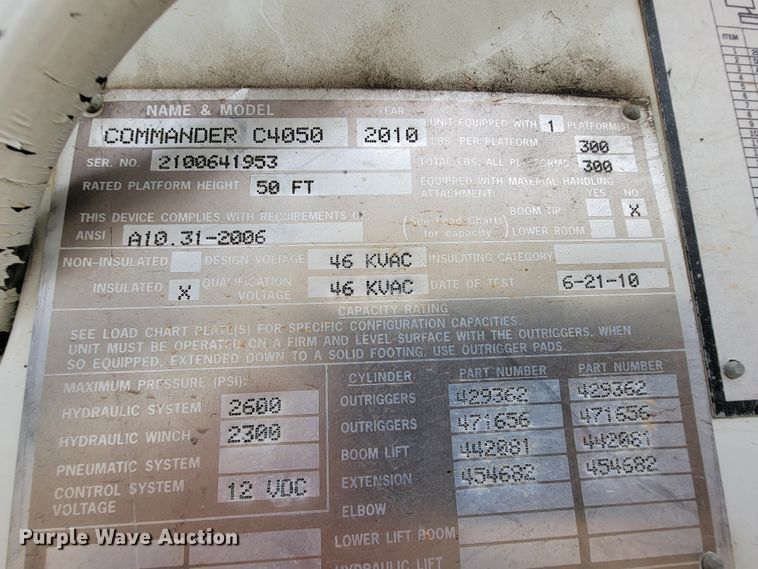 NAME & MODEL YEAR
COMMANDER C4050 2010
UNIT EQUIPPED WITH 1 PLATFORM(S)
LBS. PER PLATFORM 300
SER. NO. 2100641953
TOTAL LBS. ALL PLATFORMS 300
RATED PLATFORM HEIGHT 50 FT
EQUIPPED WITH MATERIAL HANDLING
ATTACHMENT: YES NO
THIS DEVICE COMPLIES WITH REQUIREMENTS OF
ANSI A10.31-2006
(See Load Charts for capacity)
BOOM TIP X
LOWER BOOM
NON-INSULATED DESIGN VOLTAGE 46 KVAC INSULATING CATEGORY
INSULATED X QUALIFICATION VOLTAGE 46 KVAC DATE OF TEST 6-21-10
CAPACITY RATING
SEE LOAD CHART PLATE(S) FOR SPECIFIC CONFIGURATION CAPACITIES.
UNIT MUST BE OPERATED ON A FIRM AND LEVEL SURFACE WITH THE OUTRIGGERS, WHEN
SO EQUIPPED, EXTENDED DOWN TO A SOLID FOOTING. USE OUTRIGGER PADS.
MAXIMUM PRESSURE (PSI):
HYDRAULIC SYSTEM 2600
HYDRAULIC WINCH 2300
PNEUMATIC SYSTEM
CONTROL SYSTEM VOLTAGE 12 VDC
CYLINDER PART NUMBER PART NUMBER
OUTRIGGERS 429362 429362
OUTRIGGERS 471656 471656
BOOM LIFT 442081 442081
EXTENSION 454682 454682
ELBOW
LOWER LIFT BOOM
HYDRAULIC LIFT
ITEM
Purple Wave Auction